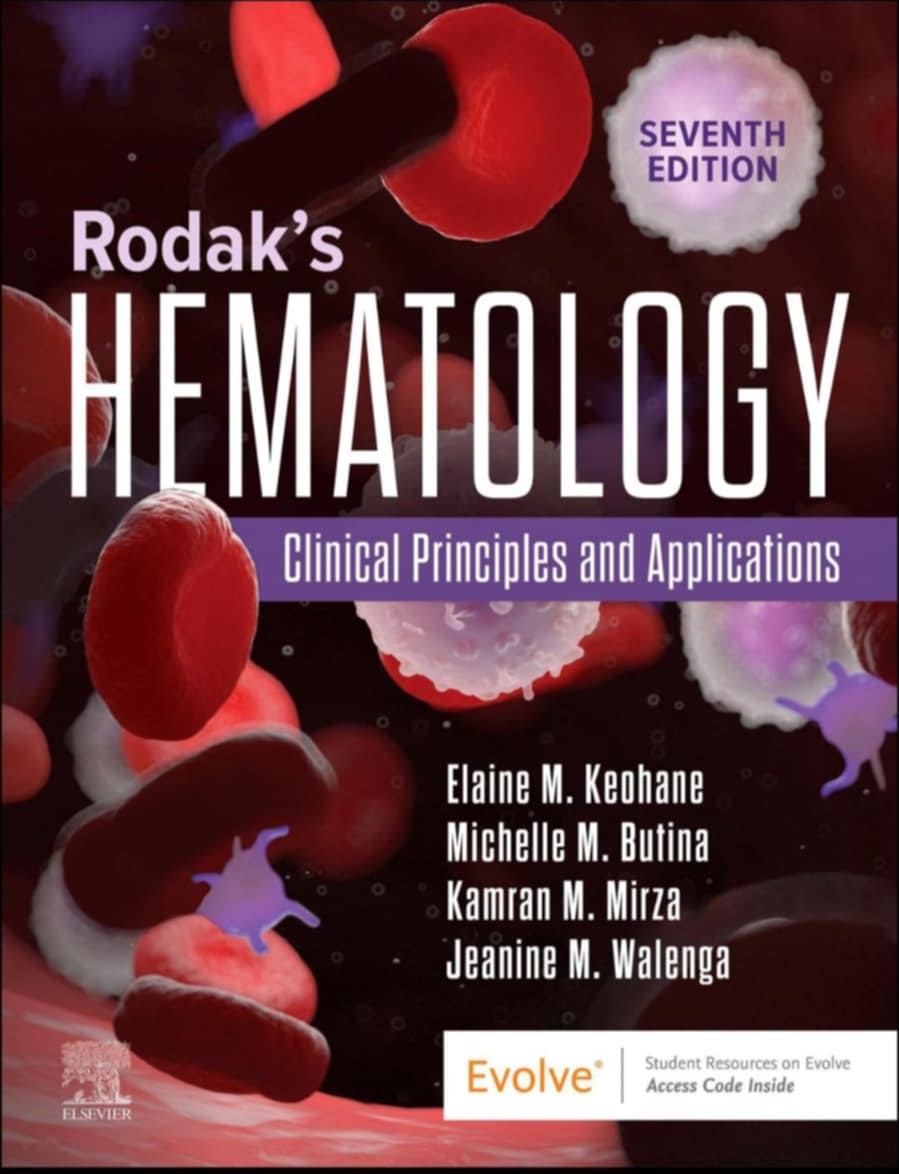 SEVENTH
EDITION
Rodak's
HEMATOLOGY
Clinical Principles and Applications
Elaine M. Keohane
Michelle M. Butina
Kamran M. Mirza
Jeanine M. Walenga
ELSEVIER
Evolve®
Student Resources on Evolve
Access Code Inside